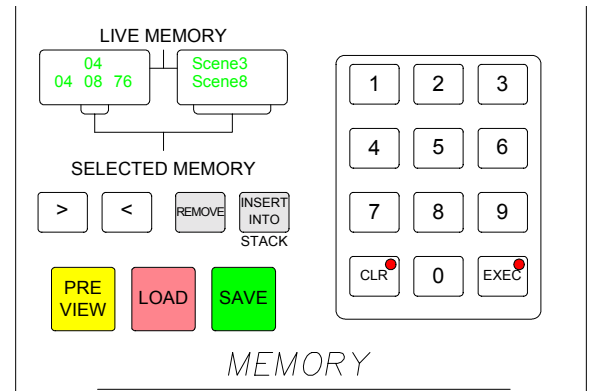 LIVE MEMORY
04
04 08 76
Scene3
Scene8
SELECTED MEMORY
>
<
REMOVE
INSERT
INTO
STACK
PRE
VIEW
LOAD
SAVE
1
2
3
4
5
6
7
8
9
CLR
0
EXEC
MEMORY